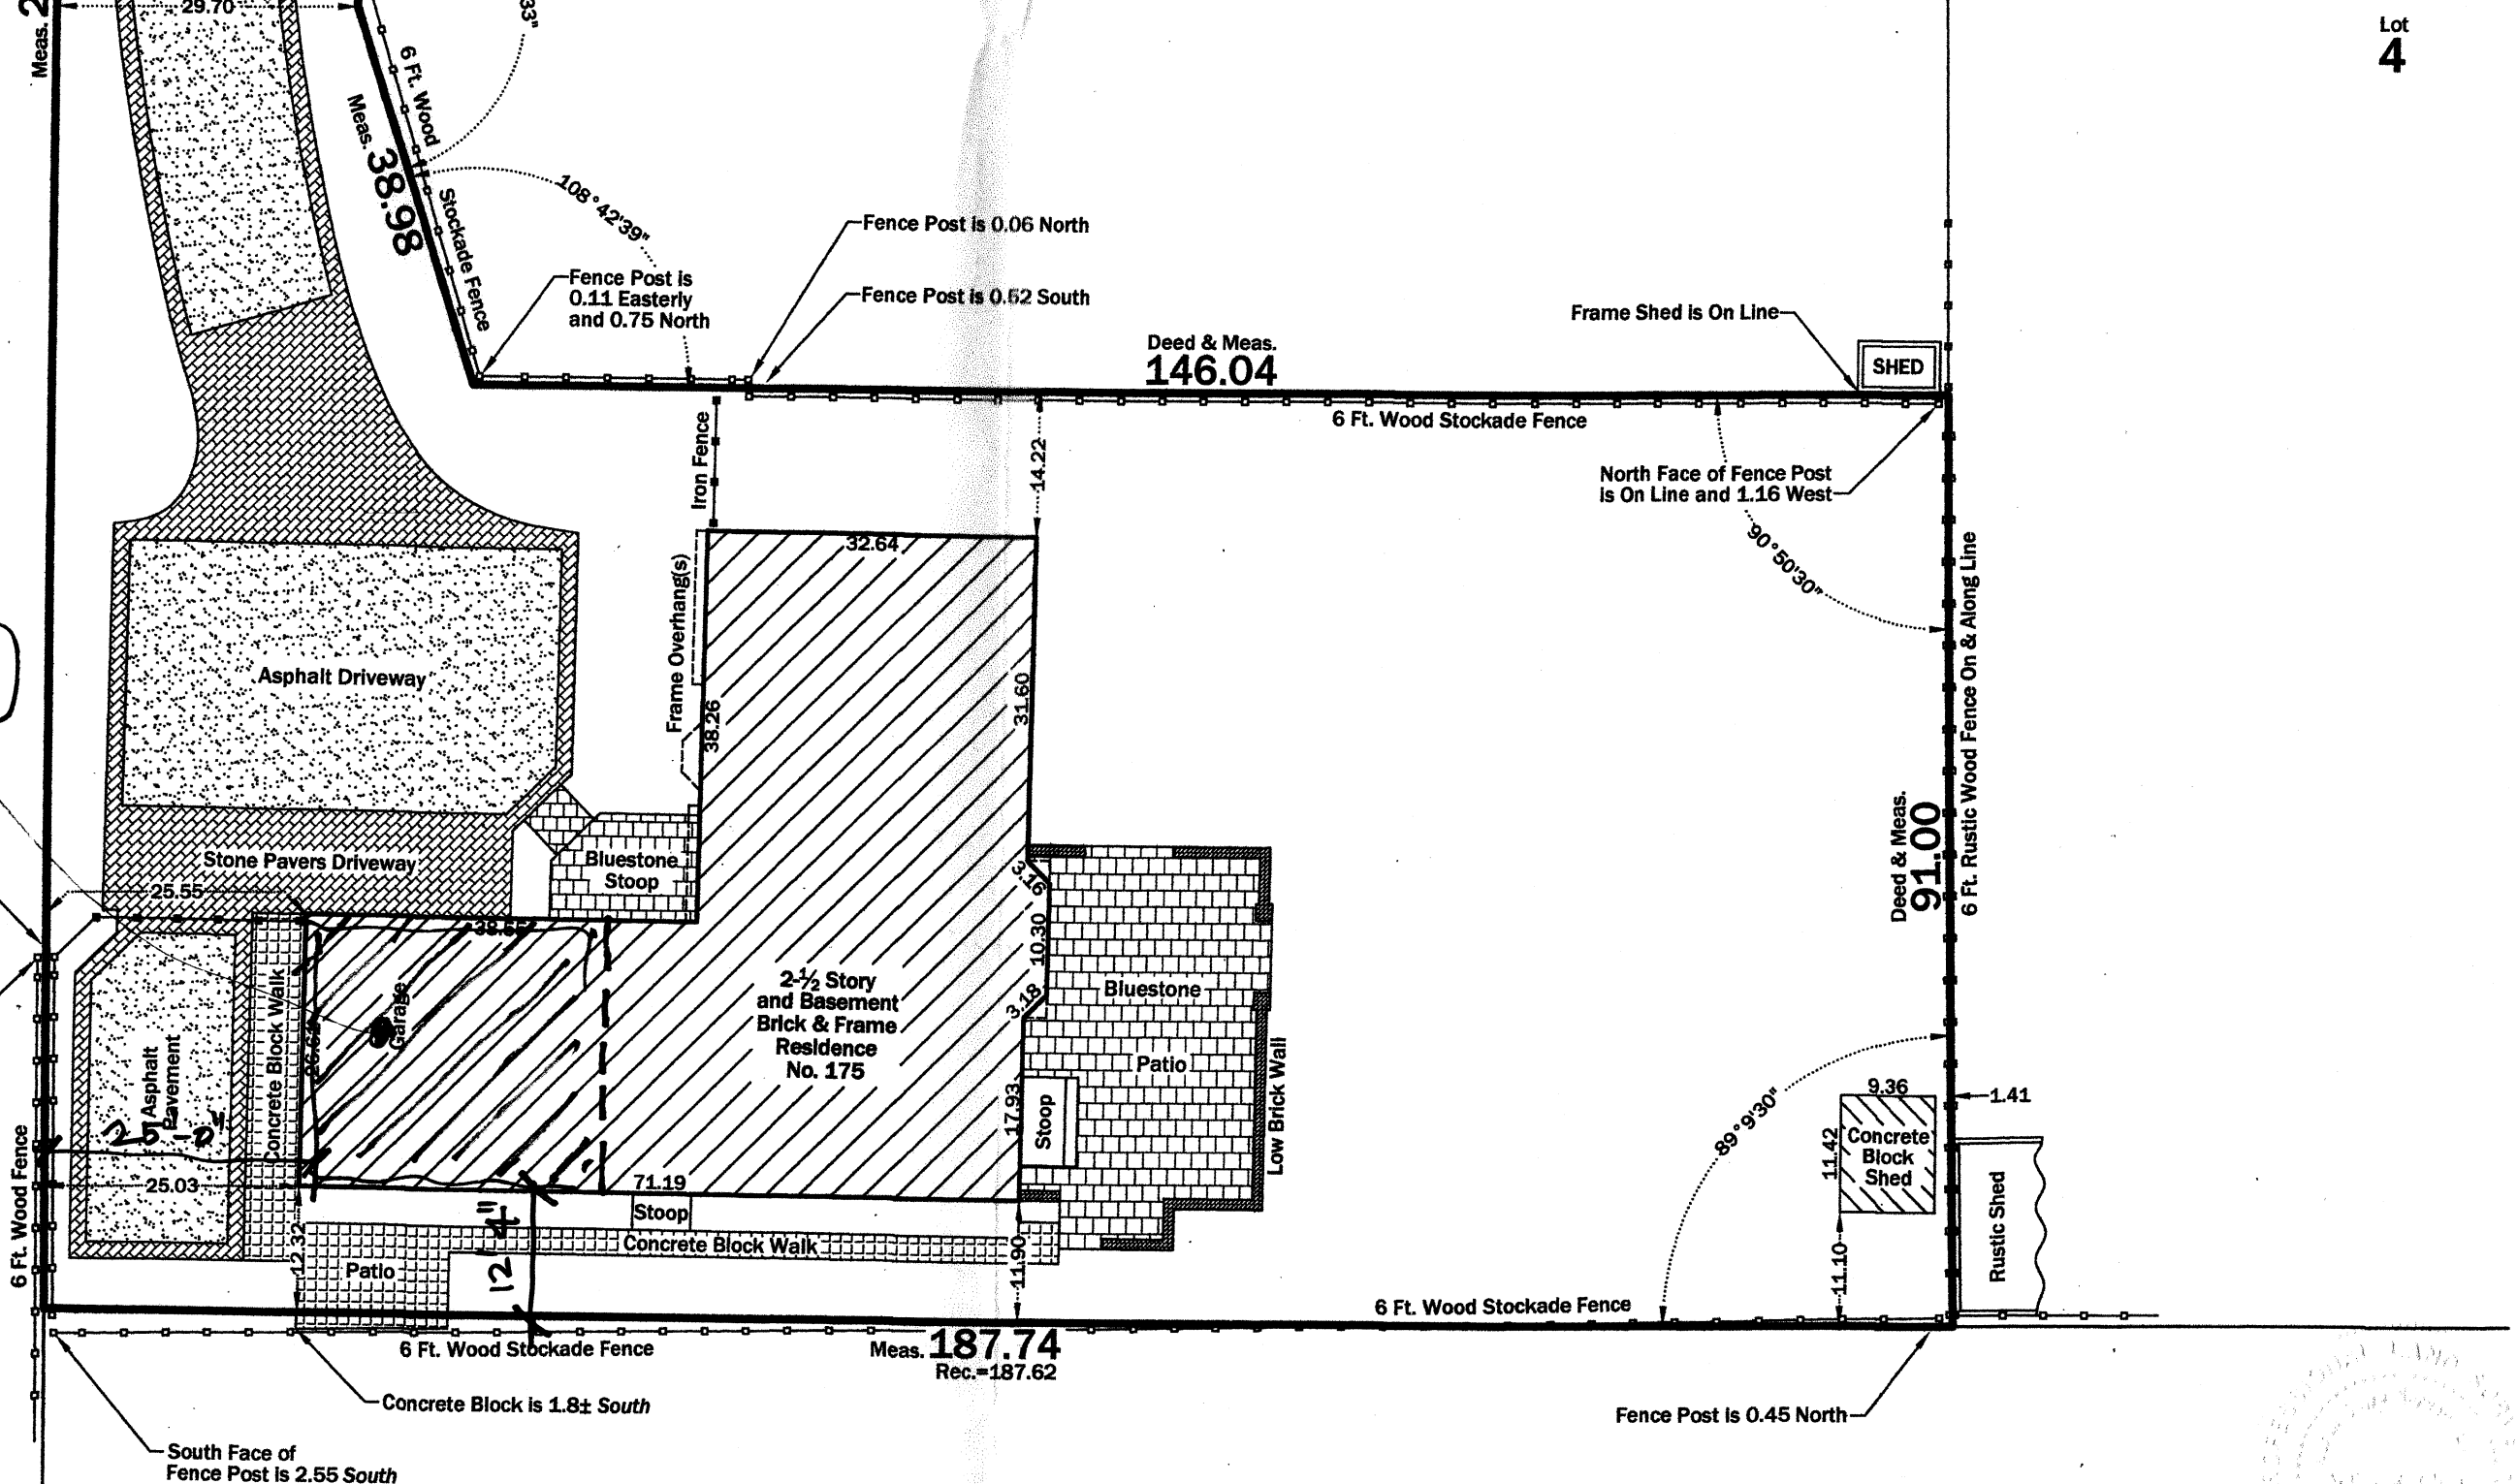 Meas. 2
29.70
33"
Lot
4
6 Ft. Wood
Stockade Fence
Meas. 38.98
108°42'39"
Fence Post is 0.06 North
Fence Post is
0.11 Easterly
and 0.75 North
Fence Post is 0.62 South
Frame Shed is On Line
Deed & Meas.
146.04
SHED
6 Ft. Wood Stockade Fence
Iron Fence
14.22
North Face of Fence Post
is On Line and 1.16 West
90°50'30"
32.64
Frame Overhang(s)
38.26
31.60
6 Ft. Rustic Wood Fence On & Along Line
Asphalt Driveway
Deed & Meas.
91.00
Stone Pavers Driveway
Bluestone
Stoop
25.55
3.16
10.30
3.18
Concrete Block Walk
Garage
2-½ Story
and Basement
Brick & Frame
Residence
No. 175
Bluestone
Patio
Low Brick Wall
Asphalt
Pavement
25'-0"
25.03
17.93
Stoop
89°9'30"
9.36
1.41
11.42
Concrete
Block
Shed
11.10
Rustic Shed
6 Ft. Wood Fence
71.19
Stoop
12.32
12'4"
Concrete Block Walk
11.90
Patio
6 Ft. Wood Stockade Fence
6 Ft. Wood Stockade Fence
Meas. 187.74
Rec.=187.62
Concrete Block is 1.8± South
Fence Post is 0.45 North
South Face of
Fence Post is 2.55 South